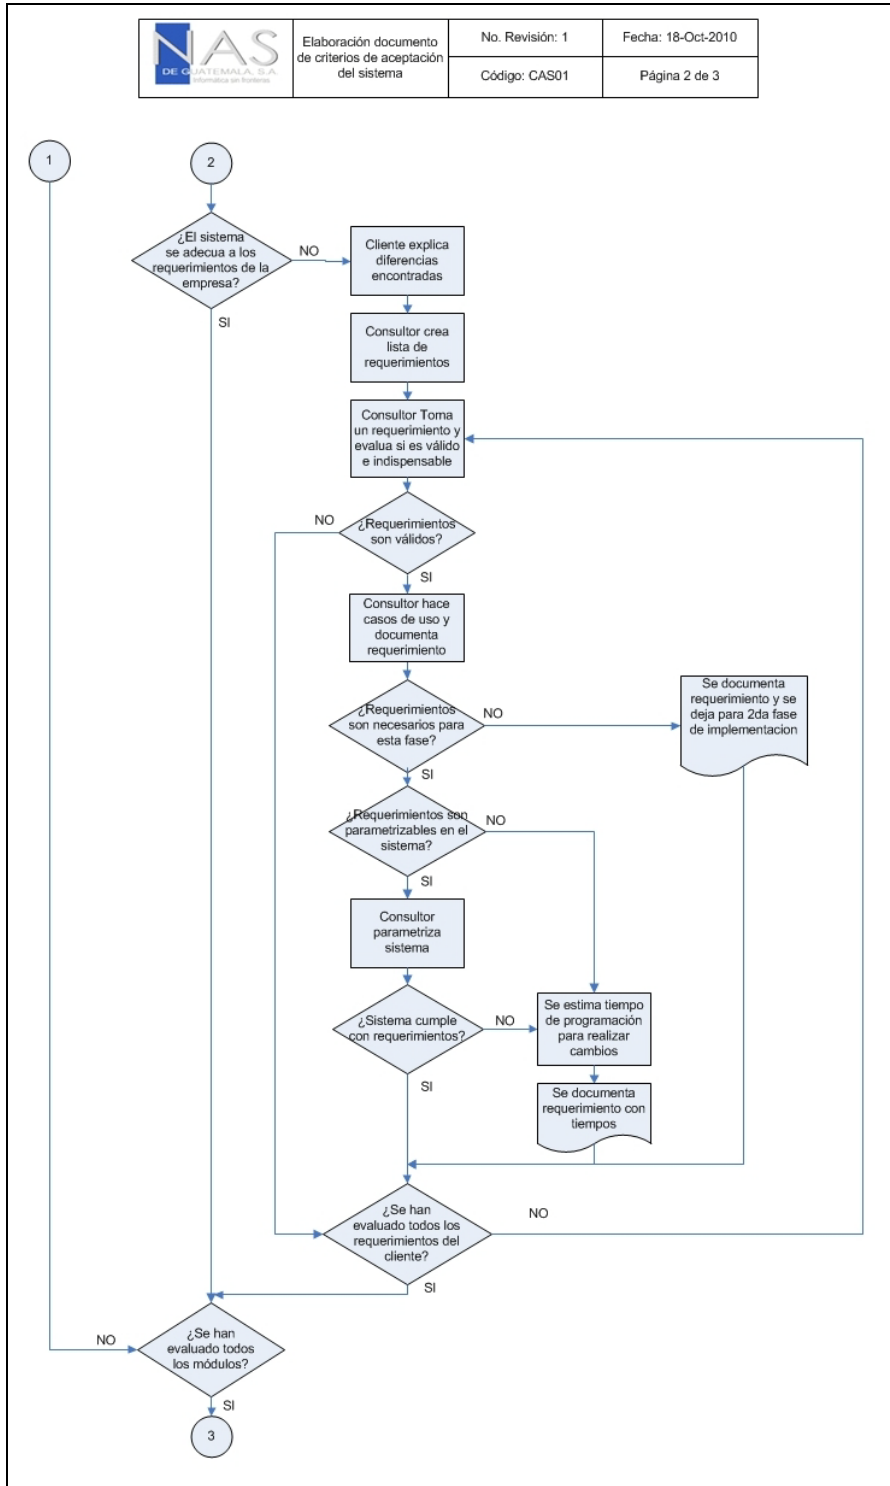 NAS
DE GUATEMALA, S.A.
informática sin fronteras
Elaboración documento
de criterios de aceptación
del sistema
No. Revisión: 1
Fecha: 18-Oct-2010
Código: CAS01
Página 2 de 3
1
2
¿El sistema
se adecua a los
requerimientos de la
empresa?
NO
SI
Cliente explica
diferencias
encontradas
Consultor crea
lista de
requerimientos
Consultor Toma
un requerimiento y
evalua si es válido
e indispensable
NO
¿Requerimientos
son válidos?
SI
Consultor hace
casos de uso y
documenta
requerimiento
¿Requerimientos
son necesarios para
esta fase?
NO
SI
Se documenta
requerimiento y se
deja para 2da fase
de implementacion
¿Requerimientos son
parametrizables en el
sistema?
NO
SI
Consultor
parametriza
sistema
¿Sistema cumple
con requerimientos?
NO
SI
Se estima tiempo
de programación
para realizar
cambios
Se documenta
requerimiento con
tiempos
¿Se han
evaluado todos los
requerimientos del
cliente?
NO
SI
NO
¿Se han
evaluado todos
los módulos?
SI
3